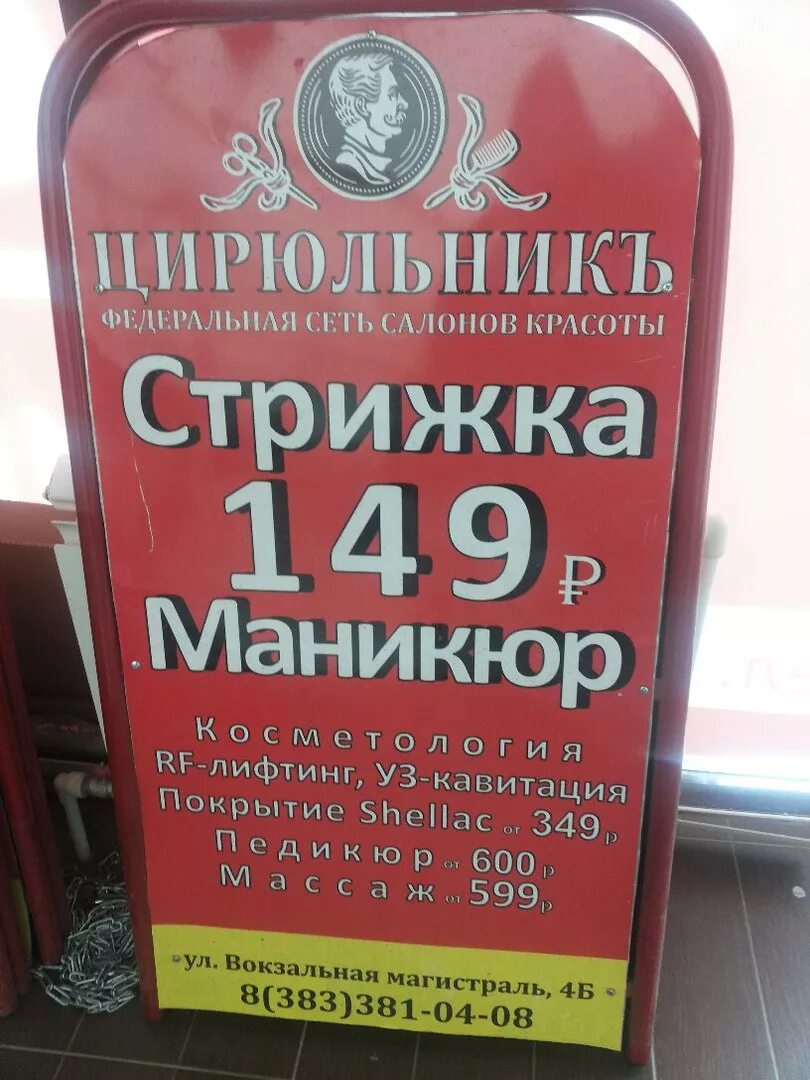 ЦИРЮЛЬНИКЪ
ФЕДЕРАЛЬНАЯ СЕТЬ САЛОНОВ КРАСОТЫ
Стрижка
149 ₽
Маникюр
Косметология
RF-лифтинг, УЗ-кавитация
Покрытие Shellac от 349р
Педикюр от 600р
Массаж от 599р
ул. Вокзальная магистраль, 4Б
8(383)381-04-08